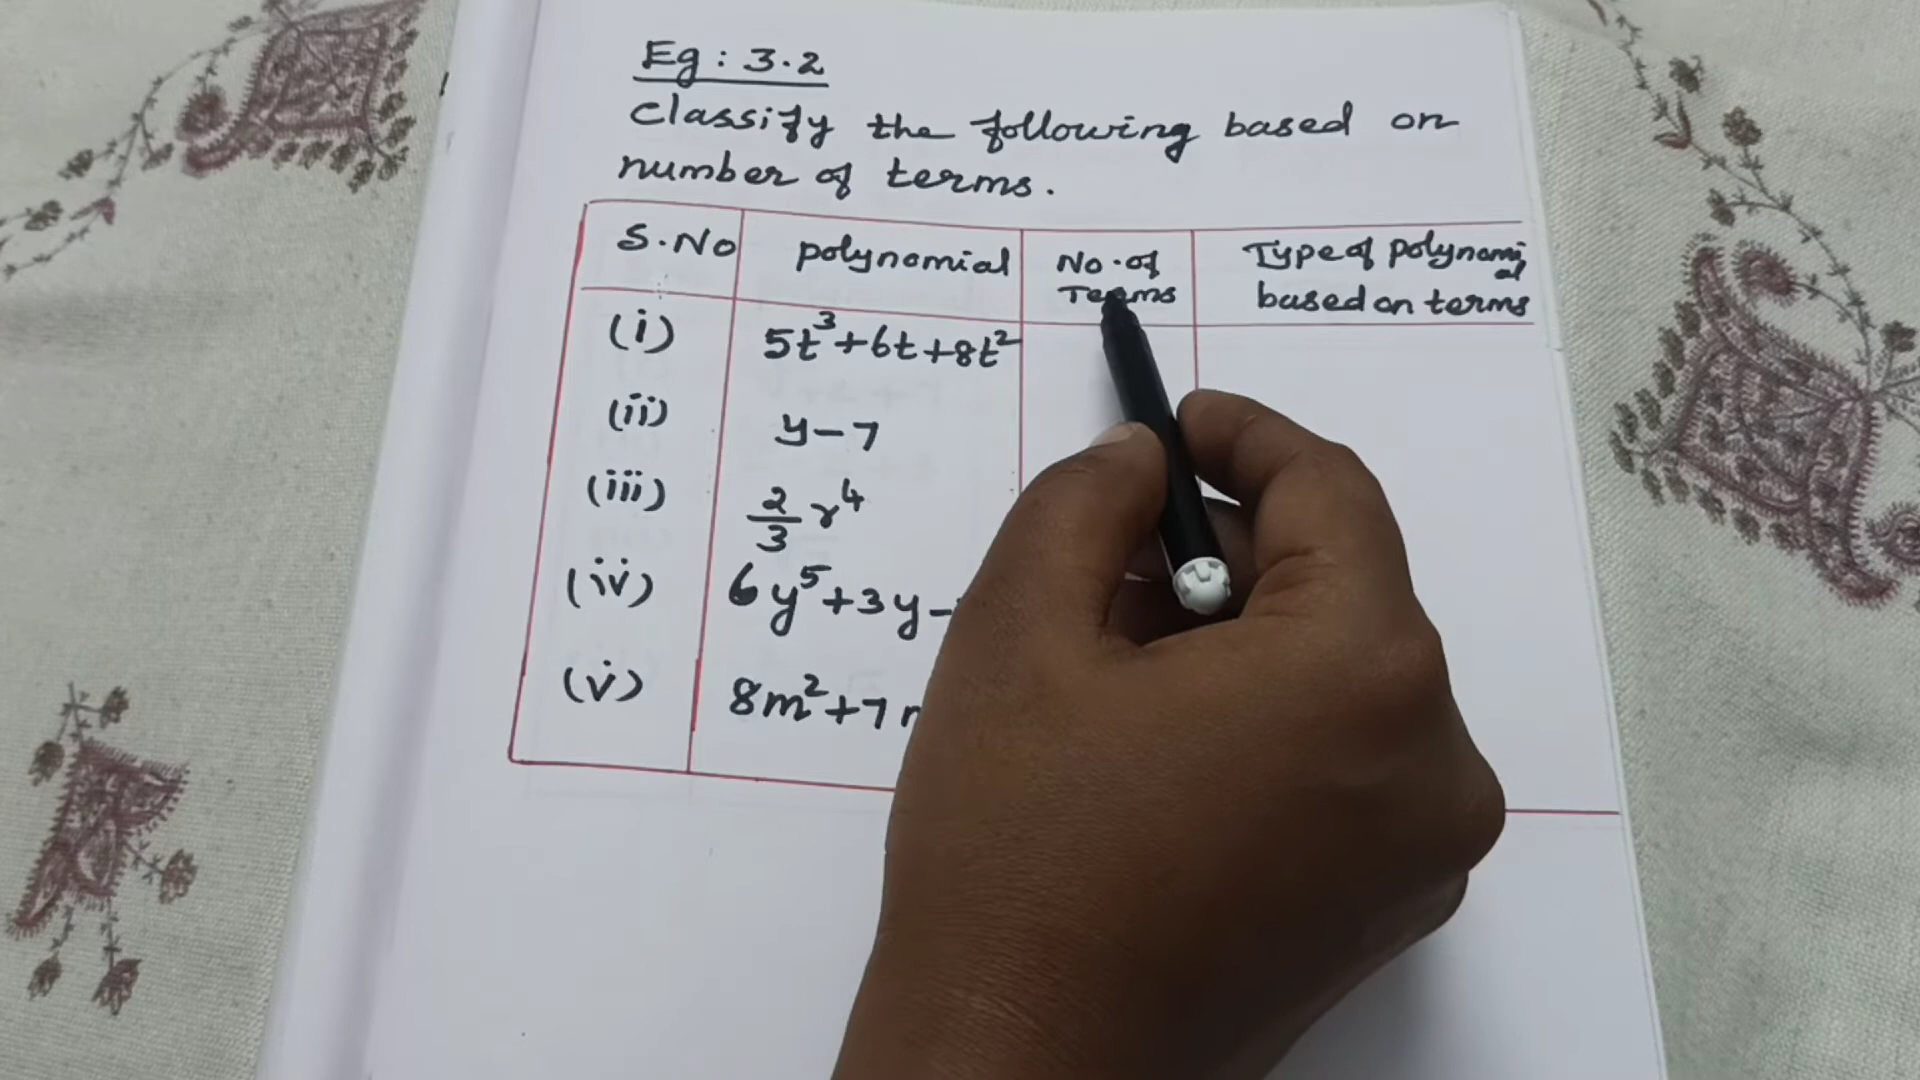 Eg : 3.2
Classify the following based on
number of terms.
S.No polynomial No.of Terms Type of polynomial based on terms
(i) 5t³+6t+8t²
(ii) y-7
(iii) 2/3 r⁴
(iv) 6y⁵+3y-
(v) 8m²+7